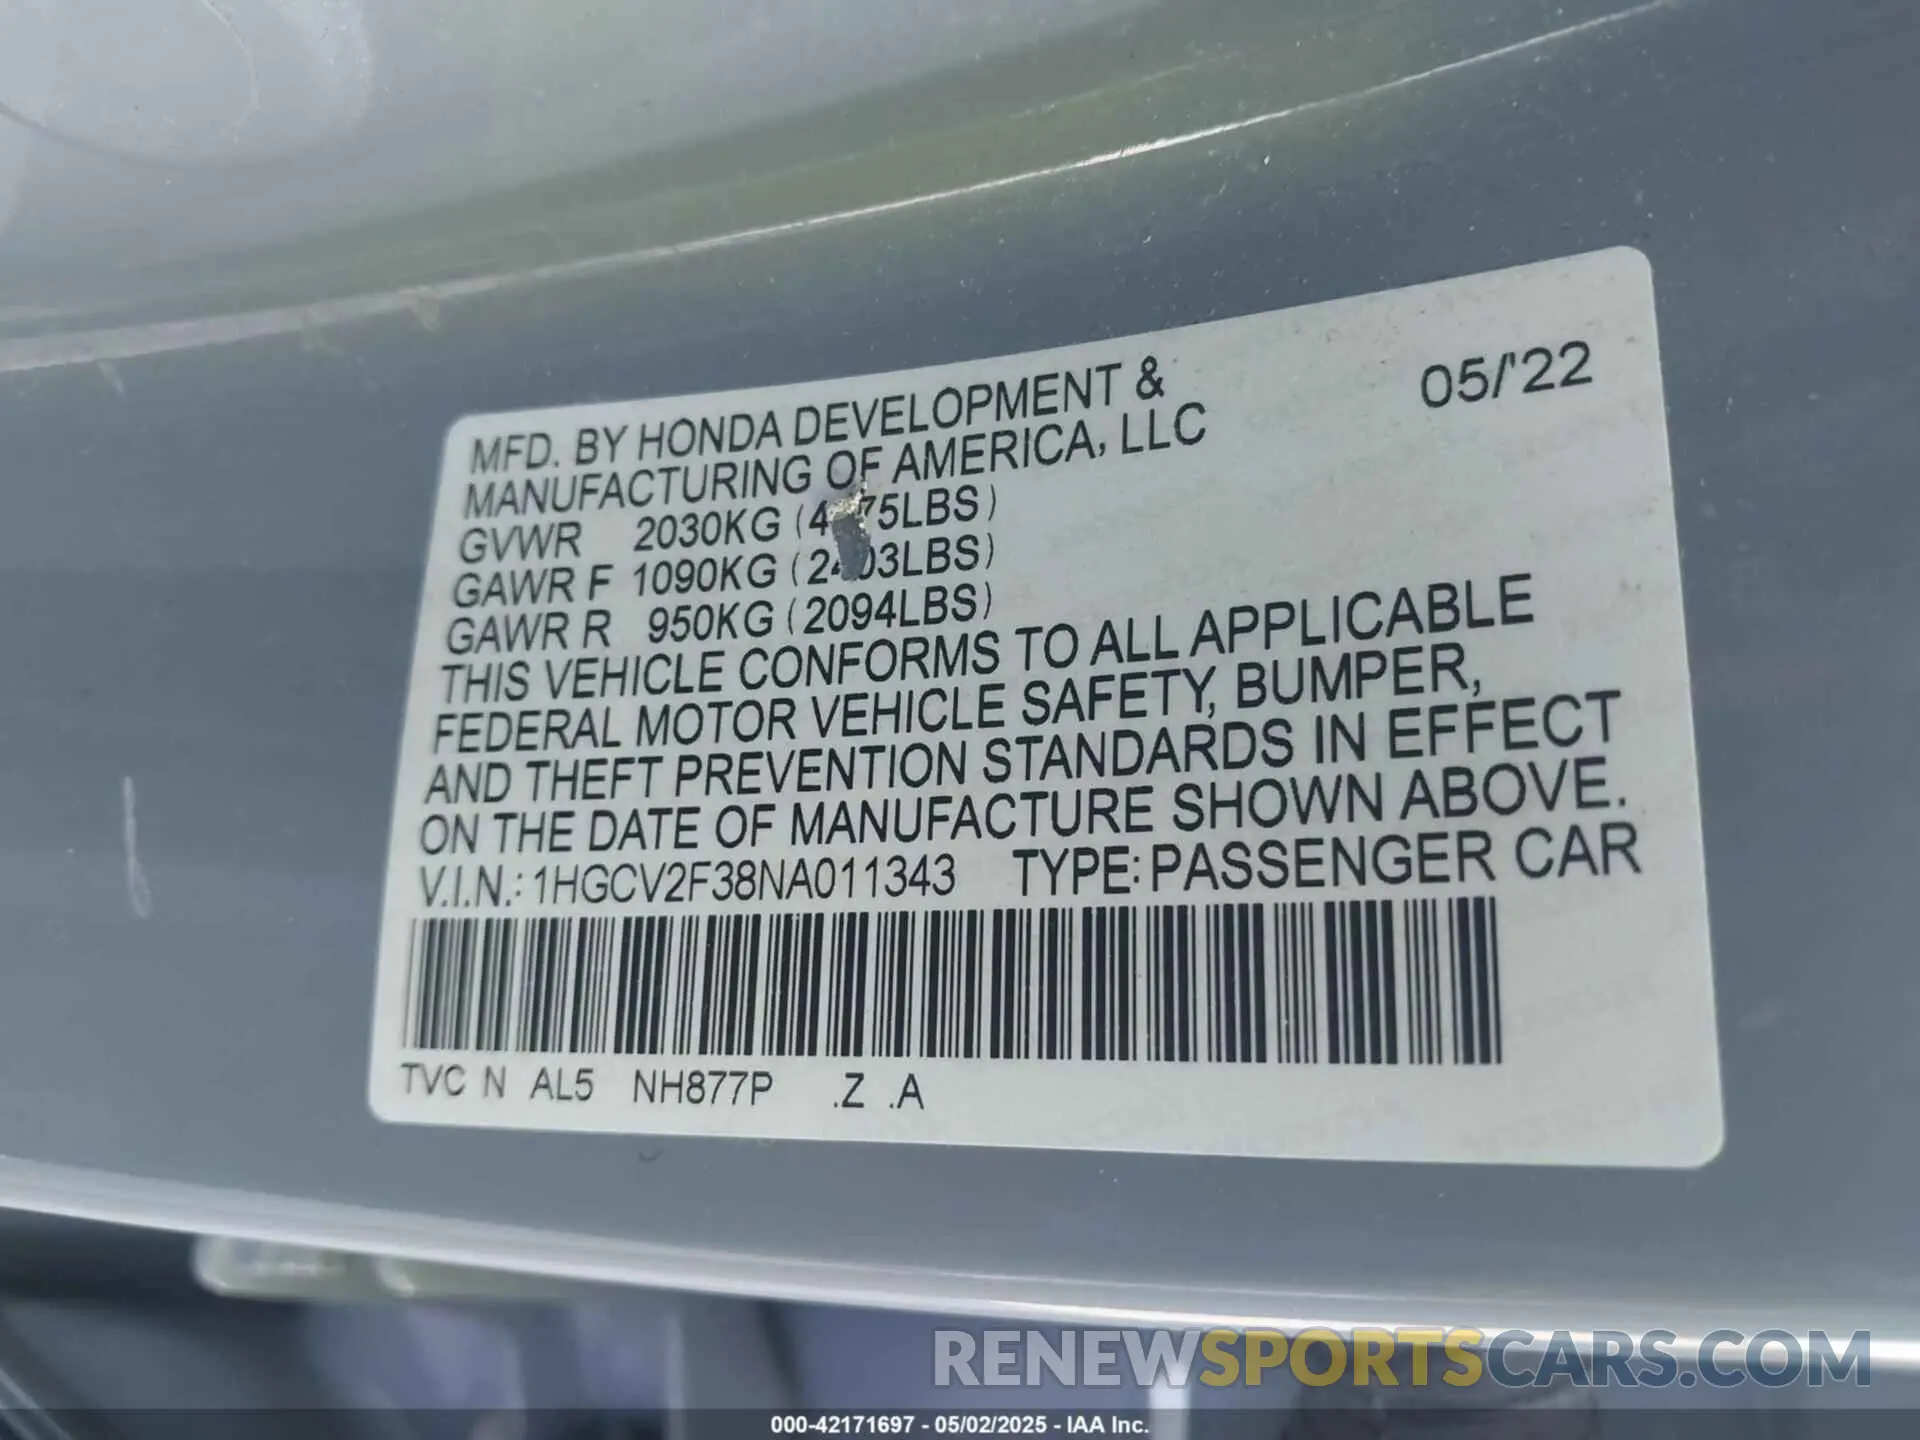 05/'22
MFD. BY HONDA DEVELOPMENT &
MANUFACTURING OF AMERICA, LLC
GVWR 2030KG
GAWR F 1090KG
GAWR R 950KG (2094LBS)
THIS VEHICLE CONFORMS TO ALL APPLICABLE
FEDERAL MOTOR VEHICLE SAFETY, BUMPER,
AND THEFT PREVENTION STANDARDS IN EFFECT
ON THE DATE OF MANUFACTURE SHOWN ABOVE.
V.I.N.: 1HGCV2F38NA011343 TYPE: PASSENGER CAR
TVC N AL5 NH877P .Z .A
RENEWSPORTSCARS.COM
000-42171697 - 05/02/2025 - IAA Inc.